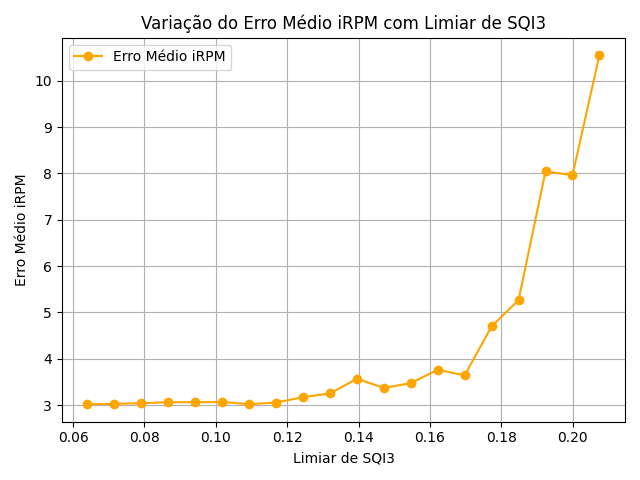 Variação do Erro Médio iRPM com Limiar de SQI3
Erro Médio iRPM
Erro Médio iRPM
10
9
8
7
6
5
4
3
0.06 0.08 0.10 0.12 0.14 0.16 0.18 0.20
Limiar de SQI3